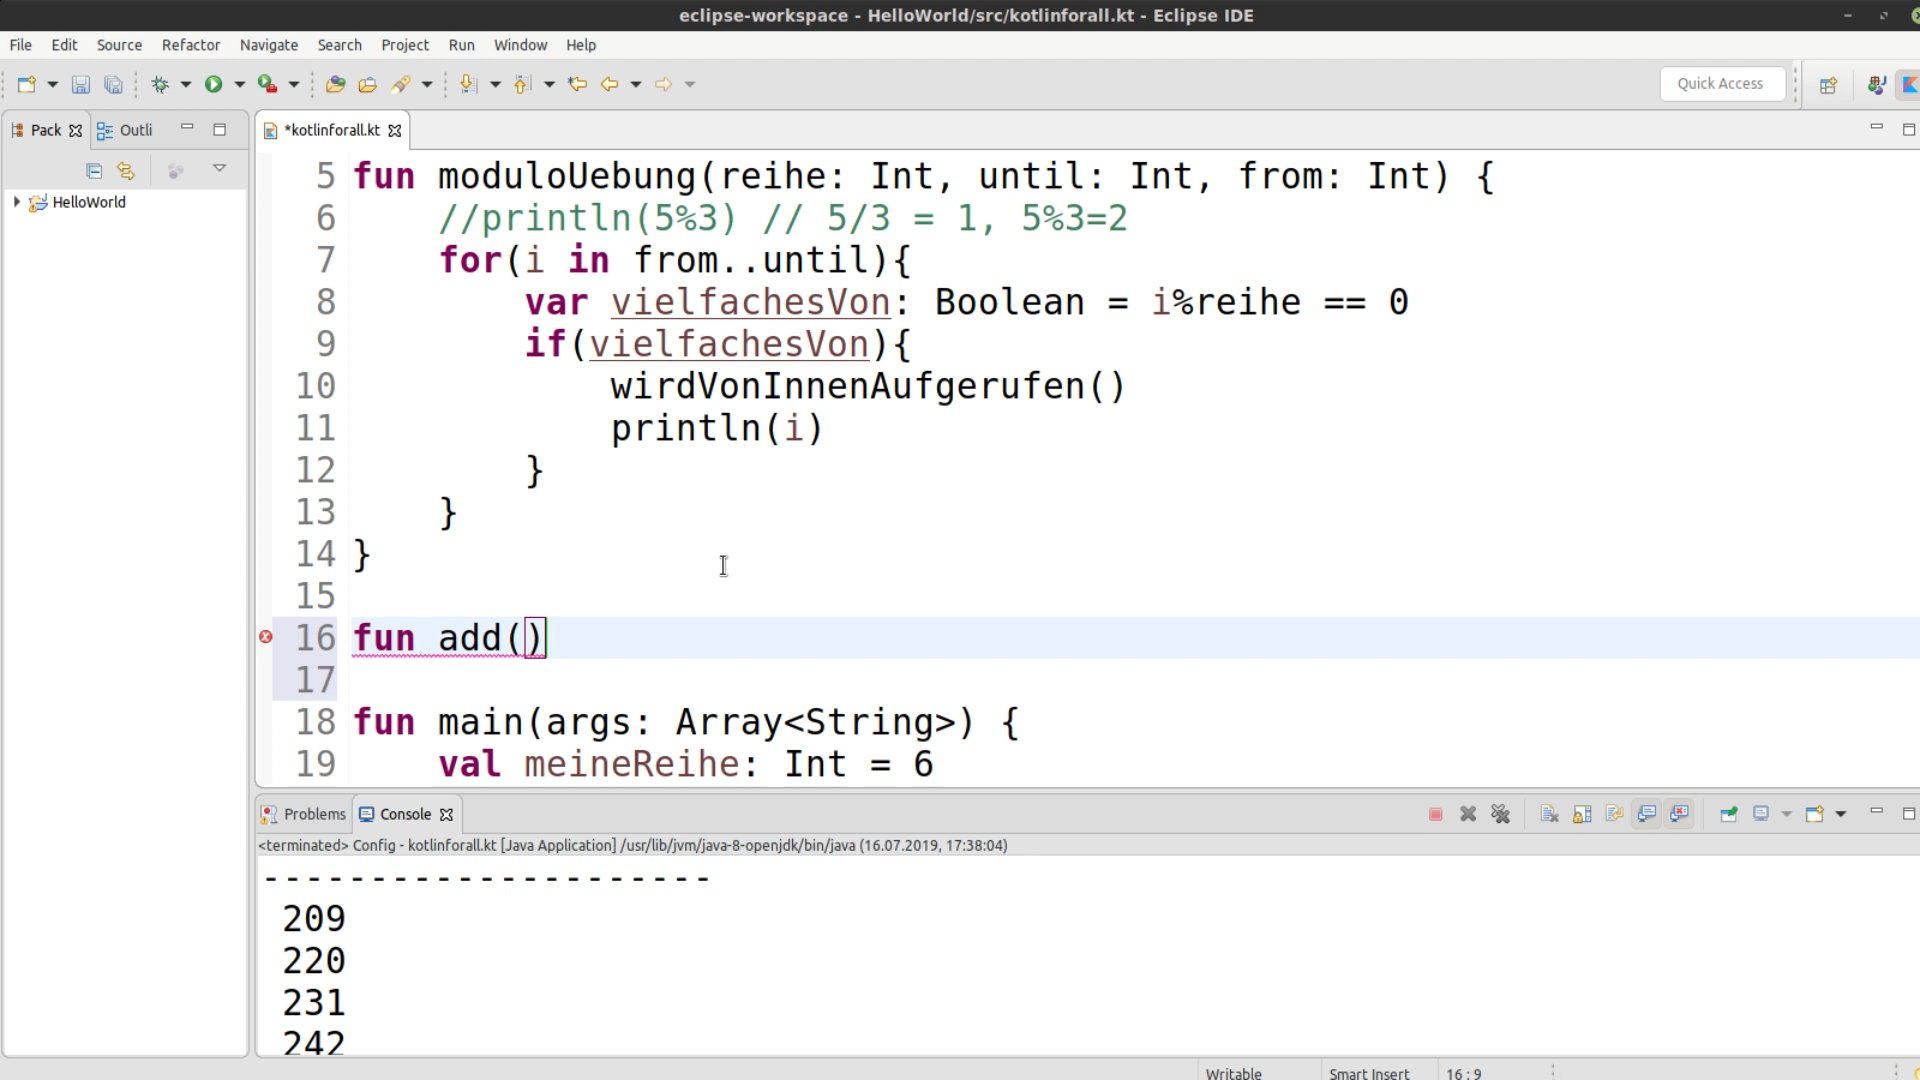 eclipse-workspace - HelloWorld/src/kotlinforall.kt - Eclipse IDE
File Edit Source Refactor Navigate Search Project Run Window Help
Quick Access
Pack Outli
*kotlinforall.kt
HelloWorld
5 fun moduloUebung(reihe: Int, until: Int, from: Int) {
6 //println(5%3) // 5/3 = 1, 5%3=2
7 for(i in from..until){
8 var vielfachesVon: Boolean = i%reihe == 0
9 if(vielfachesVon){
10 wirdVonInnenAufgerufen()
11 println(i)
12 }
13 }
14 }
15
16 fun add()
17
18 fun main(args: Array<String>) {
19 val meineReihe: Int = 6
Problems Console
<terminated> Config - kotlinforall.kt [Java Application] /usr/lib/jvm/java-8-openjdk/bin/java (16.07.2019, 17:38:04)
---------------------
209
220
231
242
Writable Smart Insert 16 : 9